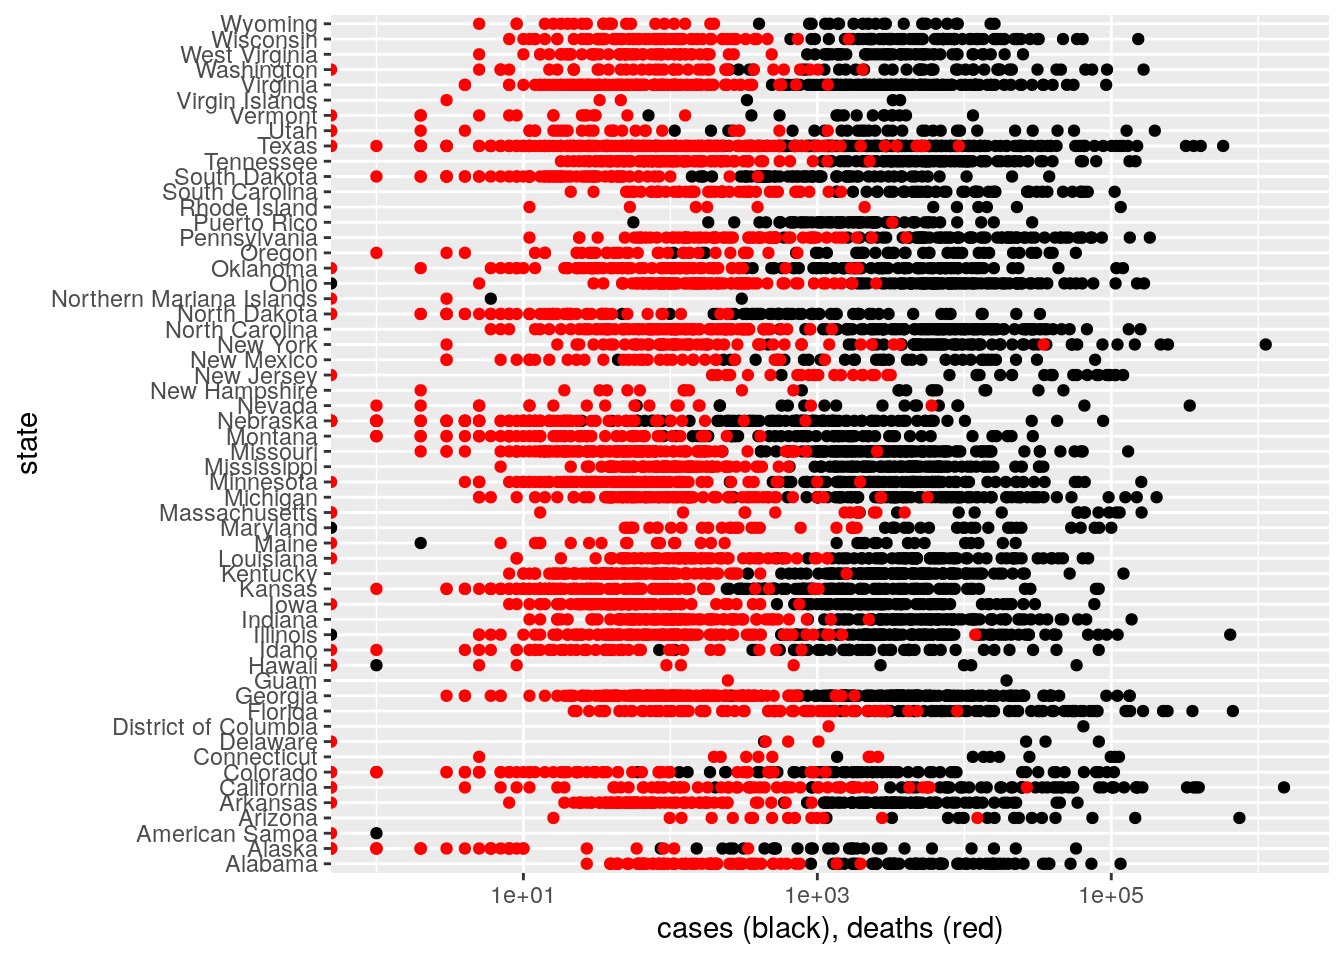 Wyoming
Wisconsin
West Virginia
Washington
Virginia
Virgin Islands
Vermont
Utah
Texas
Tennessee
South Dakota
South Carolina
Rhode Island
Puerto Rico
Pennsylvania
Oregon
Oklahoma
Ohio
Northern Mariana Islands
North Dakota
North Carolina
New York
New Mexico
New Jersey
New Hampshire
Nevada
Nebraska
Montana
Missouri
Mississippi
Minnesota
Michigan
Massachusetts
Maryland
Maine
Louisiana
Kentucky
Kansas
Iowa
Indiana
Illinois
Idaho
Hawaii
Guam
Georgia
Florida
District of Columbia
Delaware
Connecticut
Colorado
California
Arkansas
Arizona
American Samoa
Alaska
Alabama
state
1e+01 1e+03 1e+05
cases (black), deaths (red)